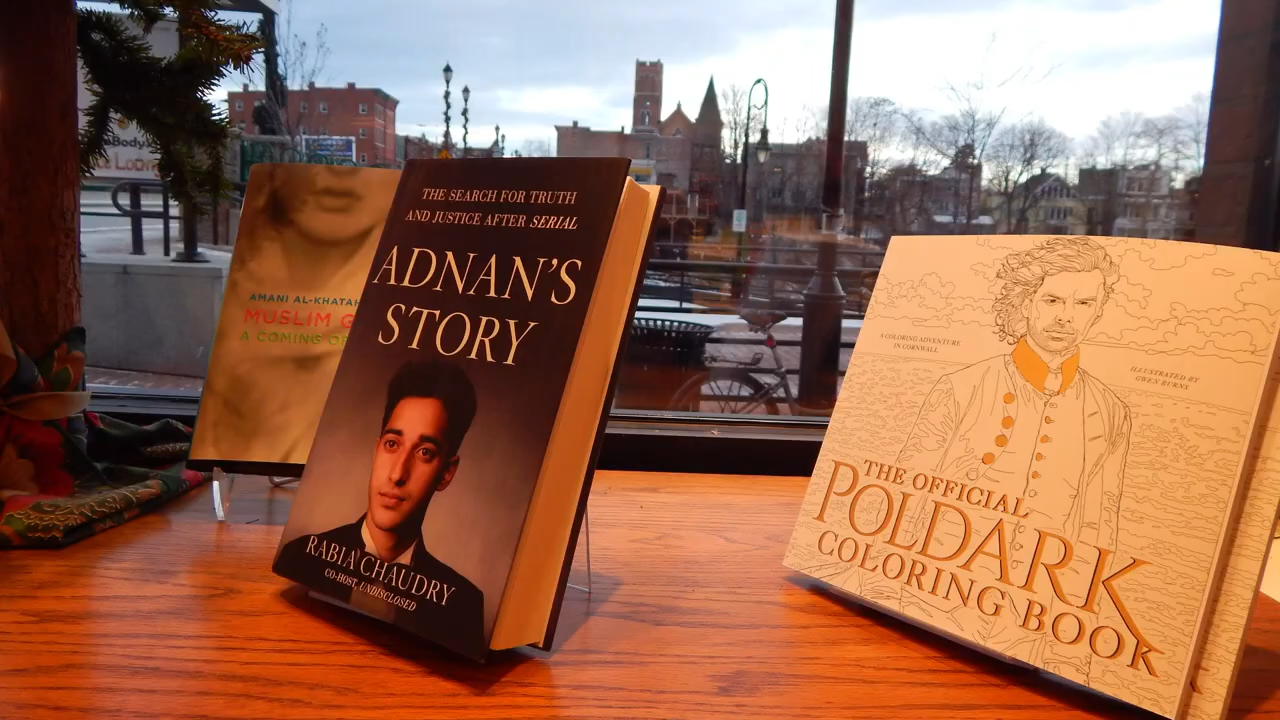 Body
AMANI AL-KHATAH
MUSLIM G
A COMING OF
THE SEARCH FOR TRUTH
AND JUSTICE AFTER SERIAL
ADNAN'S
STORY
RABIA CHAUDRY
CO-HOST, UNDISCLOSED
A COLORING ADVENTURE
IN CORNWALL
ILLUSTRATED BY
GWEN BURNS
THE OFFICIAL
POLDARK
COLORING BOOK